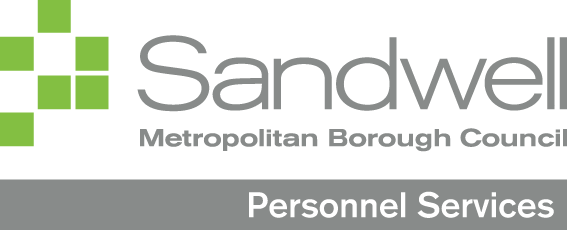 Sandwell
Metropolitan Borough Council
Personnel Services